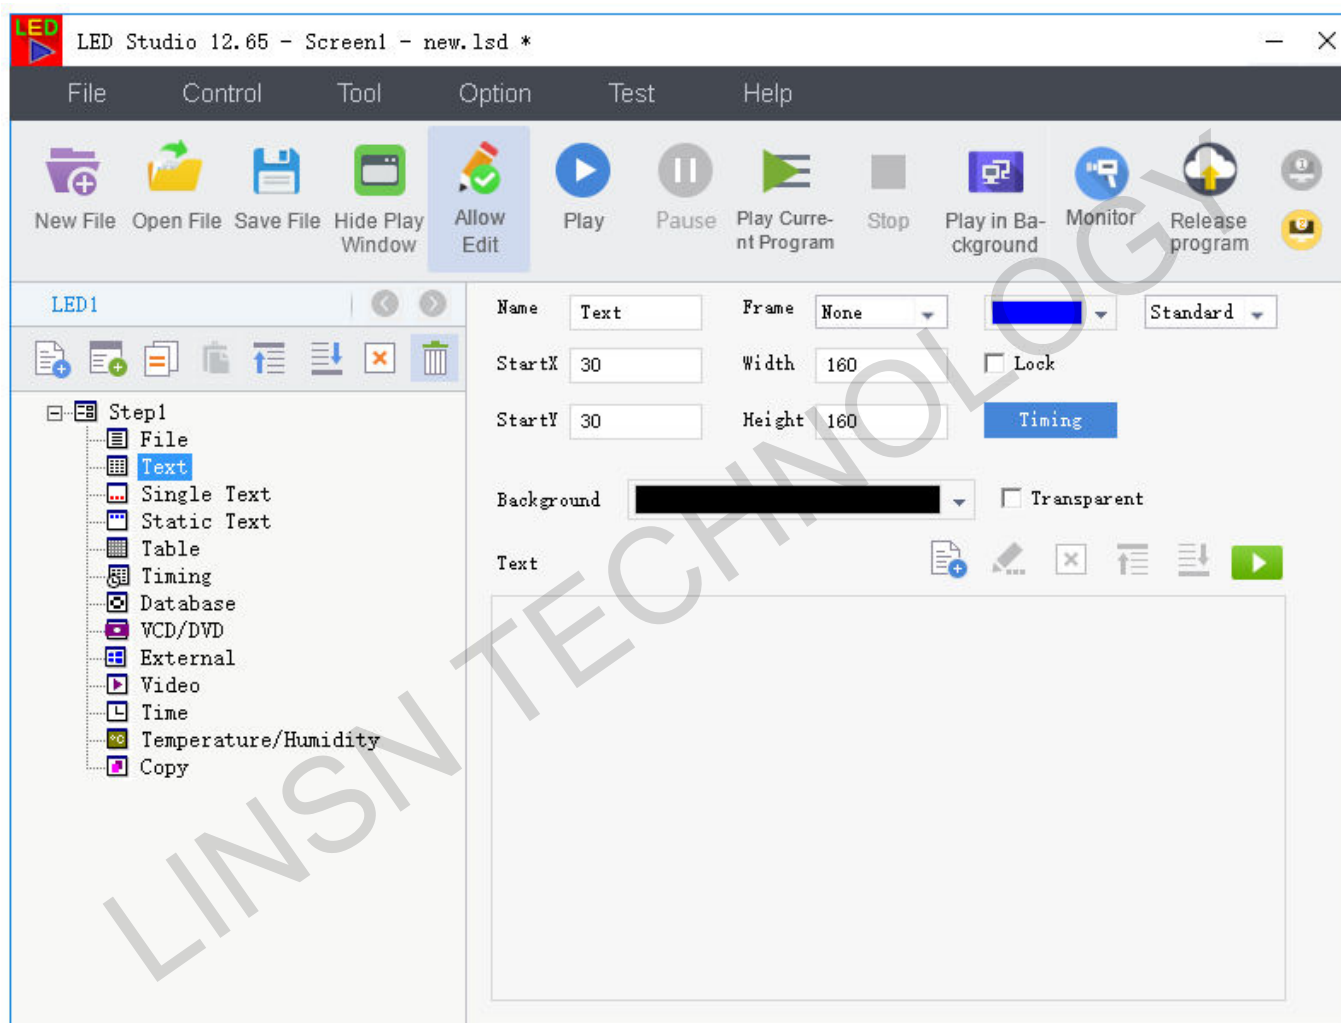 LED
LED Studio 12.65 - Screen1 - new.lsd *
File Control Tool Option Test Help
New File Open File Save File Hide Play Window Allow Edit Play Pause Play Curre-nt Program Stop Play in Ba-ckground Monitor Release program
LED1
Name Text Frame None Standard
StartX 30 Width 160 Lock
StartY 30 Height 160 Timing
Background Transparent
Text
Step1
File
Text
Single Text
Static Text
Table
Timing
Database
VCD/DVD
External
Video
Time
Temperature/Humidity
Copy
LINSN TECHNOLOGY